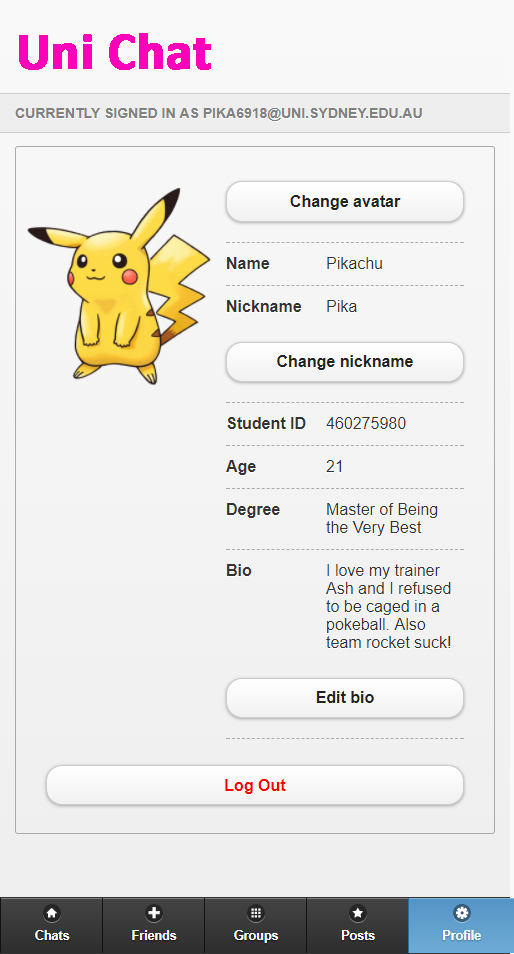 Uni Chat
CURRENTLY SIGNED IN AS PIKA6918@UNI.SYDNEY.EDU.AU
Change avatar
Name Pikachu
Nickname Pika
Change nickname
Student ID 460275980
Age 21
Degree Master of Being
the Very Best
Bio I love my trainer
Ash and I refused
to be caged in a
pokeball. Also
team rocket suck!
Edit bio
Log Out
Chats Friends Groups Posts Profile